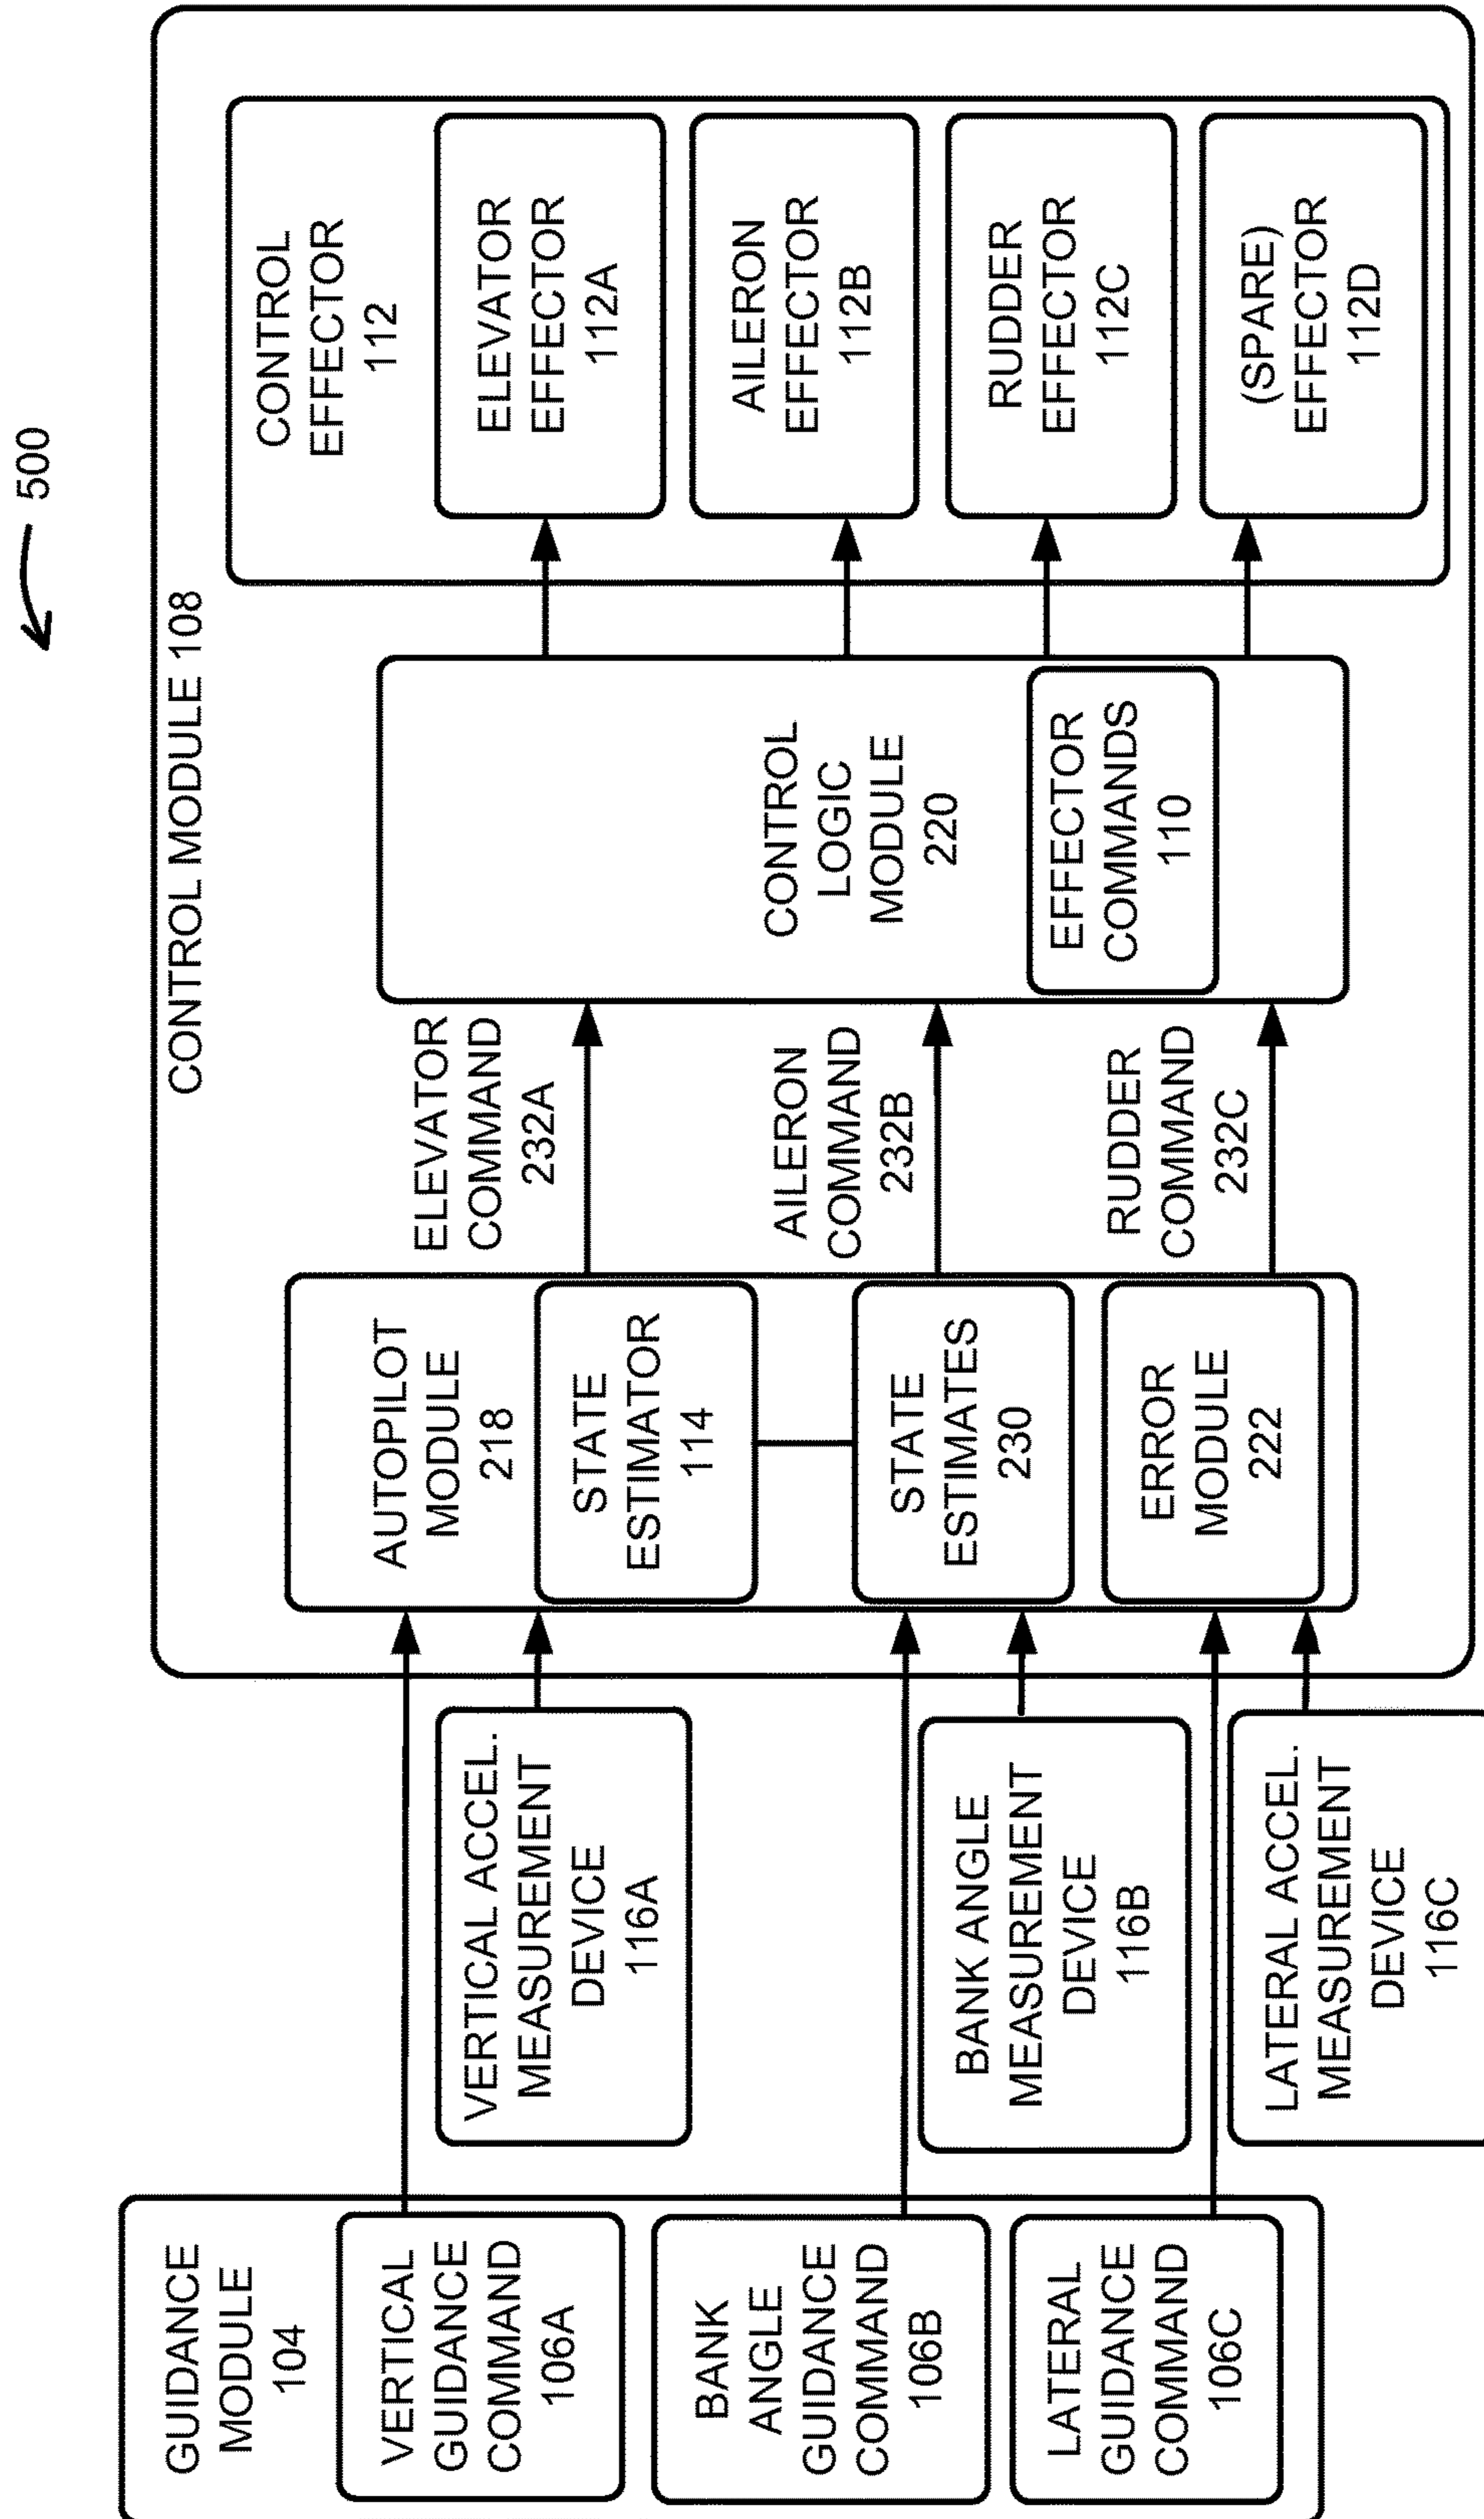 500
CONTROL MODULE 108
GUIDANCE
MODULE
104
VERTICAL
GUIDANCE
COMMAND
106A
BANK
ANGLE
GUIDANCE
COMMAND
106B
LATERAL
GUIDANCE
COMMAND
106C
VERTICAL ACCEL.
MEASUREMENT
DEVICE
116A
BANK ANGLE
MEASUREMENT
DEVICE
116B
LATERAL ACCEL.
MEASUREMENT
DEVICE
116C
AUTOPILOT
MODULE
218
STATE
ESTIMATOR
114
STATE
ESTIMATES
230
ERROR
MODULE
222
ELEVATOR
COMMAND
232A
AILERON
COMMAND
232B
RUDDER
COMMAND
232C
CONTROL
LOGIC
MODULE
220
EFFECTOR
COMMANDS
110
CONTROL
EFFECTOR
112
ELEVATOR
EFFECTOR
112A
AILERON
EFFECTOR
112B
RUDDER
EFFECTOR
112C
(SPARE)
EFFECTOR
112D